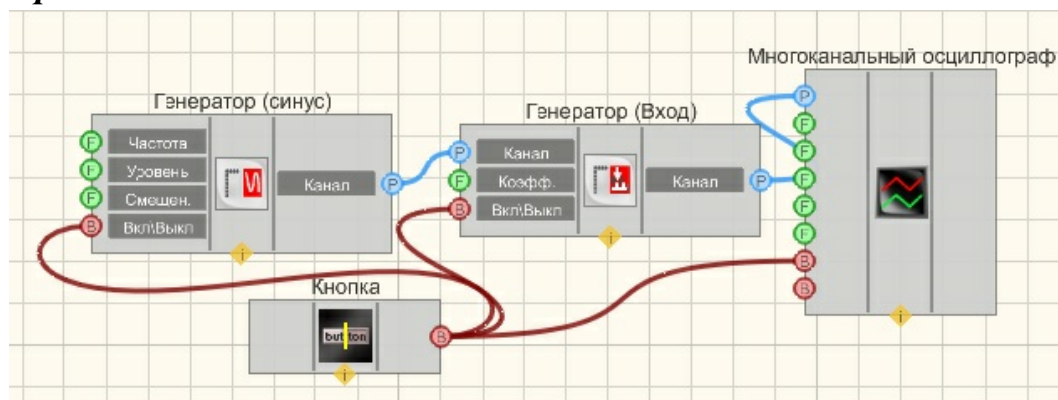 Многоканальный осциллограф
Генератор (синус)
Генератор (Вход)
F Частота
F Уровень
F Смещен.
B Вкл\Выкл
Канал P
P Канал
F Коэфф.
B Вкл\Выкл
Канал P
P
F
F
F
F
F
B
B
Кнопка
button
B
i
i
i
i